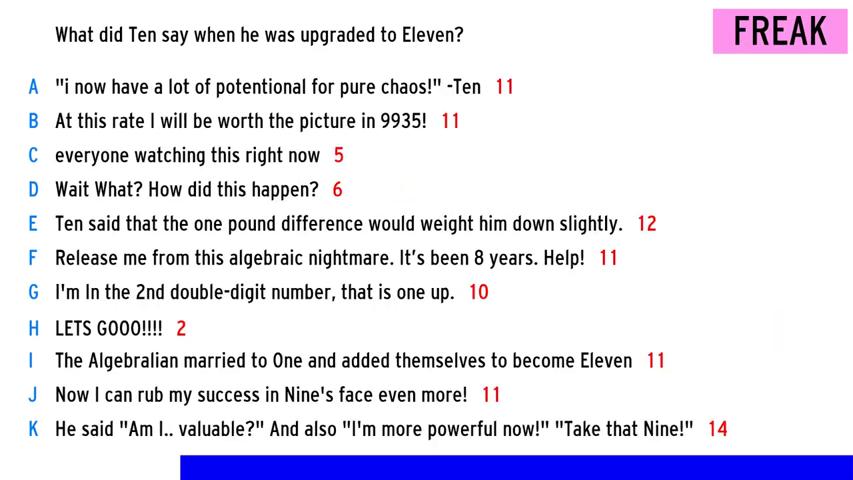 What did Ten say when he was upgraded to Eleven?
FREAK
A "i now have a lot of potentional for pure chaos!" -Ten 11
B At this rate I will be worth the picture in 9935! 11
C everyone watching this right now 5
D Wait What? How did this happen? 6
E Ten said that the one pound difference would weight him down slightly. 12
F Release me from this algebraic nightmare. It's been 8 years. Help! 11
G I'm In the 2nd double-digit number, that is one up. 10
H LETS GOOO!!!! 2
I The Algebralian married to One and added themselves to become Eleven 11
J Now I can rub my success in Nine's face even more! 11
K He said "Am I.. valuable?" And also "I'm more powerful now!" "Take that Nine!" 14